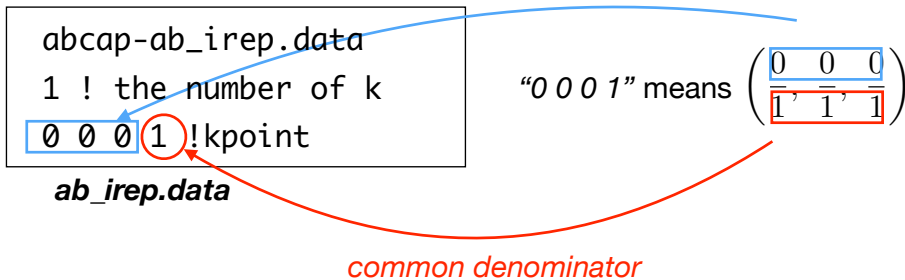 abcap-ab_irep.data
1 ! the number of k
0 0 0 1 !kpoint
ab_irep.data
“0 0 0 1” means (0/1, 0/1, 0/1)
common denominator